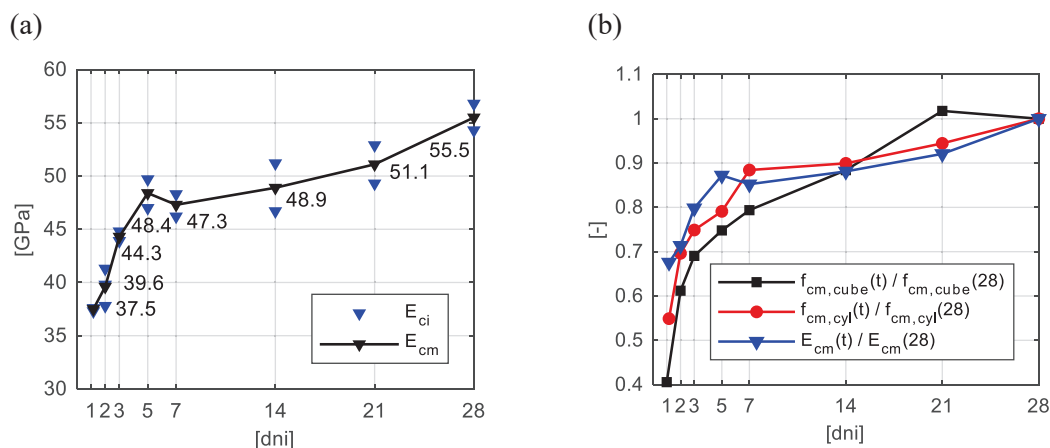 (a)
60
55
50
45
40
35
30
[GPa]
55.5
51.1
48.9
47.3
48.4
44.3
39.6
37.5
E_ci
E_cm
1 2 3 5 7 14 21 28
[dni]
(b)
1.1
1
0.9
0.8
0.7
0.6
0.5
0.4
[-]
f_cm,cube(t) / f_cm,cube(28)
f_cm,cyl(t) / f_cm,cyl(28)
E_cm(t) / E_cm(28)
1 2 3 5 7 14 21 28
[dni]